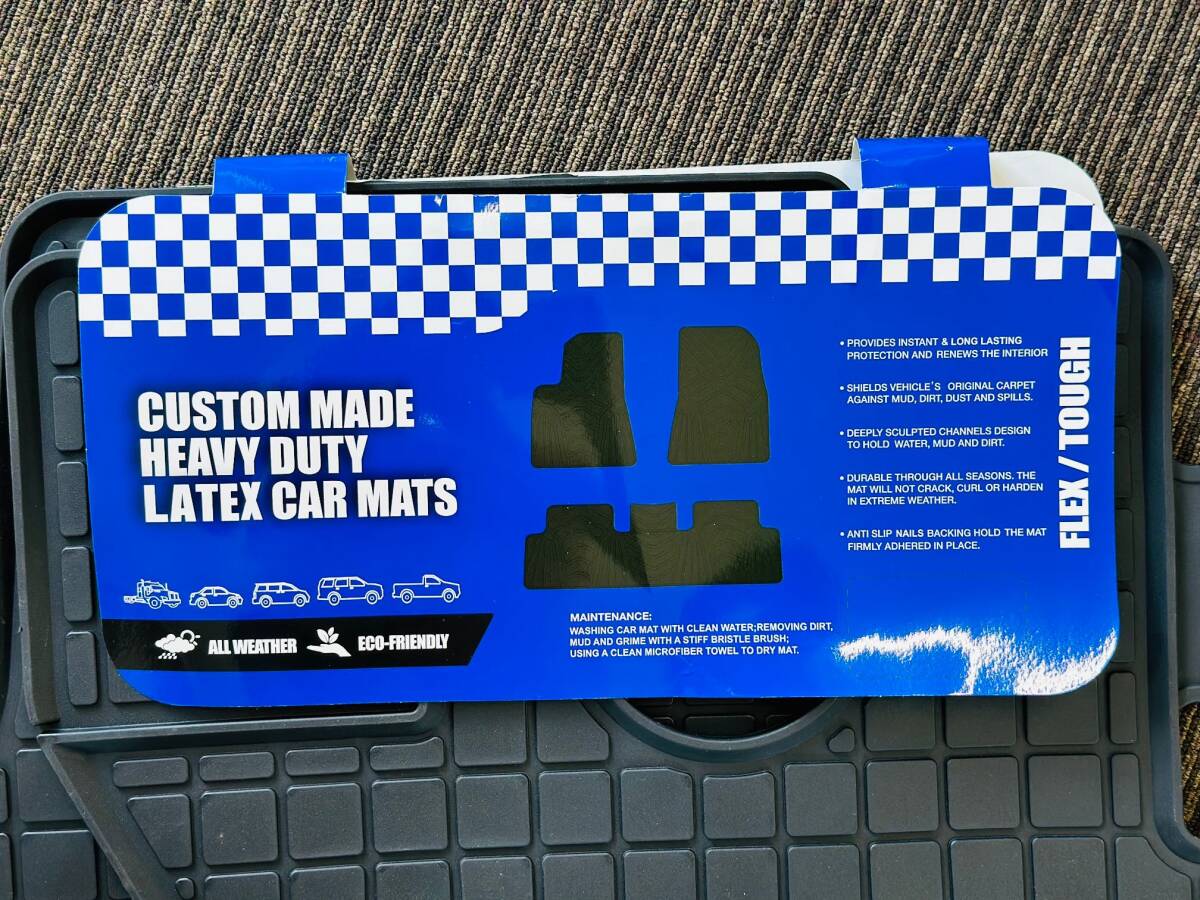 CUSTOM MADE
HEAVY DUTY
LATEX CAR MATS
ALL WEATHER
ECO-FRIENDLY
MAINTENANCE:
WASHING CAR MAT WITH CLEAN WATER;REMOVING DIRT,
MUD AND GRIME WITH A STIFF BRISTLE BRUSH;
USING A CLEAN MICROFIBER TOWEL TO DRY MAT.
• PROVIDES INSTANT & LONG LASTING
PROTECTION AND RENEWS THE INTERIOR
• SHIELDS VEHICLE'S ORIGINAL CARPET
AGAINST MUD, DIRT, DUST AND SPILLS.
• DEEPLY SCULPTED CHANNELS DESIGN
TO HOLD WATER, MUD AND DIRT.
• DURABLE THROUGH ALL SEASONS. THE
MAT WILL NOT CRACK, CURL OR HARDEN
IN EXTREME WEATHER.
• ANTI SLIP NAILS BACKING HOLD THE MAT
FIRMLY ADHERED IN PLACE.
FLEX / TOUGH